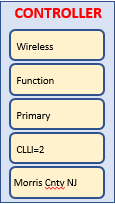 CONTROLLER
Wireless
Function
Primary
CLLI=2
Morris Cnty NJ